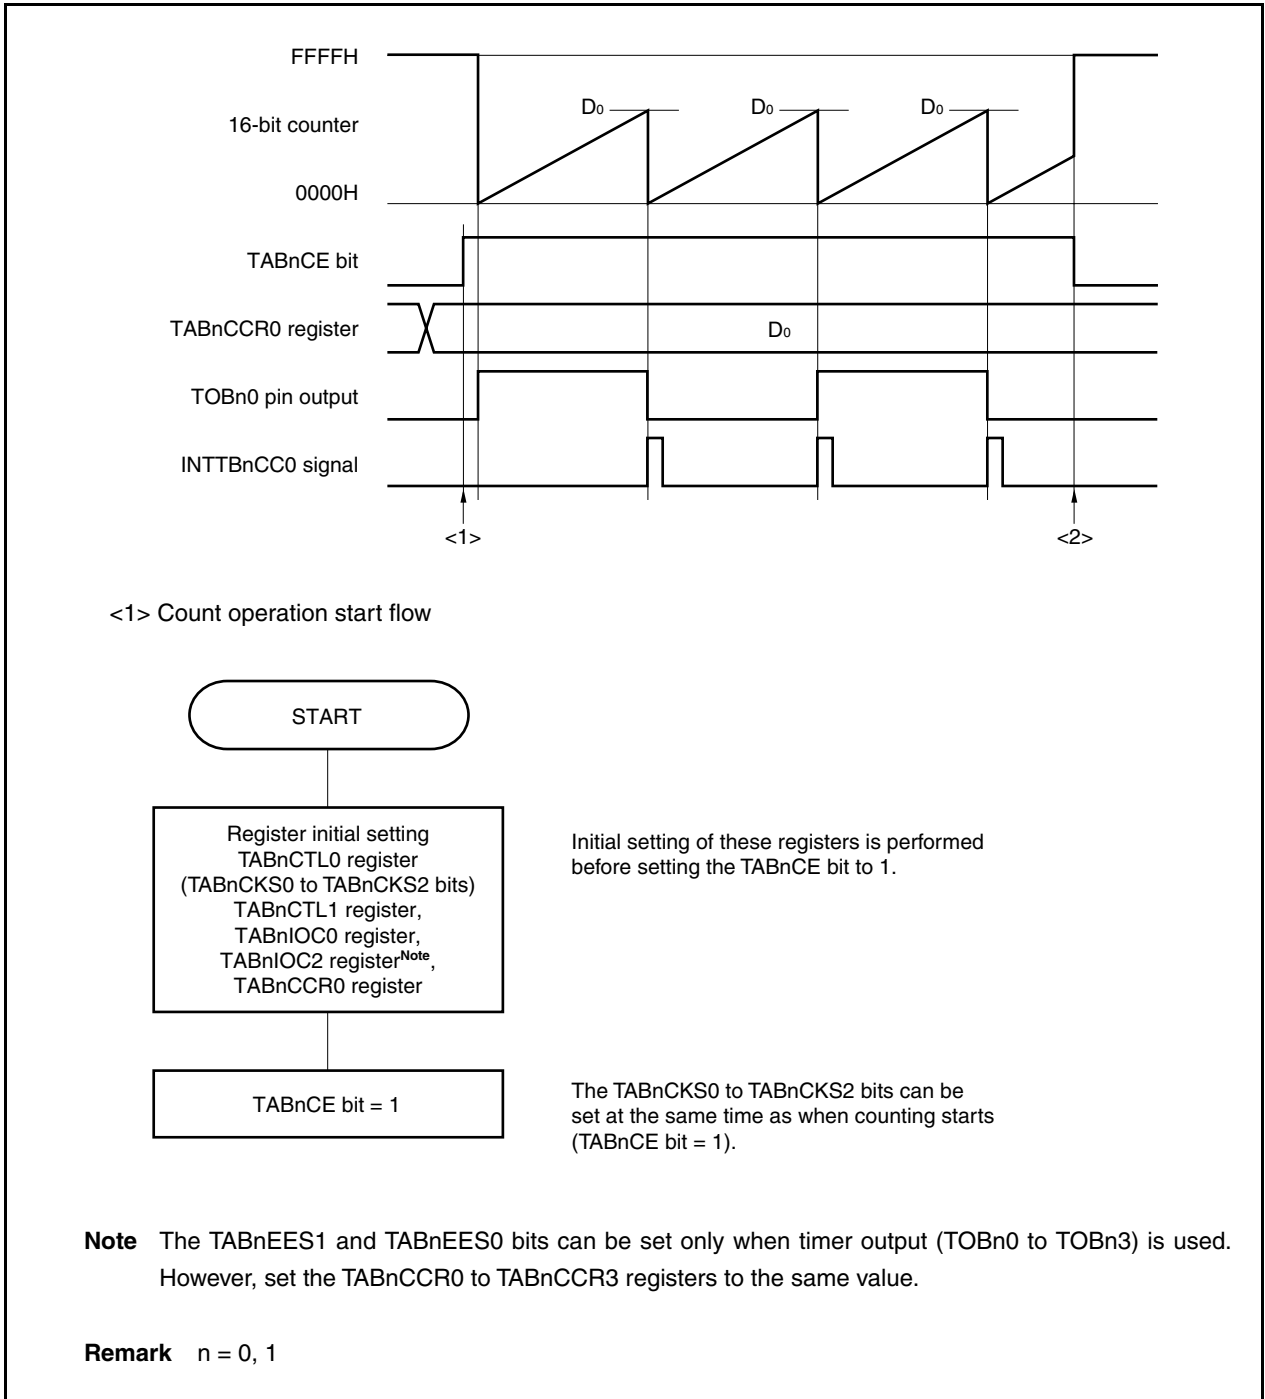 FFFFH
D0 D0 D0
16-bit counter
0000H
TABnCE bit
TABnCCR0 register
D0
TOBn0 pin output
INTTBnCC0 signal
<1> <2>
<1> Count operation start flow
START
Register initial setting
TABnCTL0 register
(TABnCKS0 to TABnCKS2 bits)
TABnCTL1 register,
TABnIOC0 register,
TABnIOC2 registerNote,
TABnCCR0 register
Initial setting of these registers is performed
before setting the TABnCE bit to 1.
TABnCE bit = 1
The TABnCKS0 to TABnCKS2 bits can be
set at the same time as when counting starts
(TABnCE bit = 1).
Note The TABnEES1 and TABnEES0 bits can be set only when timer output (TOBn0 to TOBn3) is used.
However, set the TABnCCR0 to TABnCCR3 registers to the same value.
Remark n = 0, 1